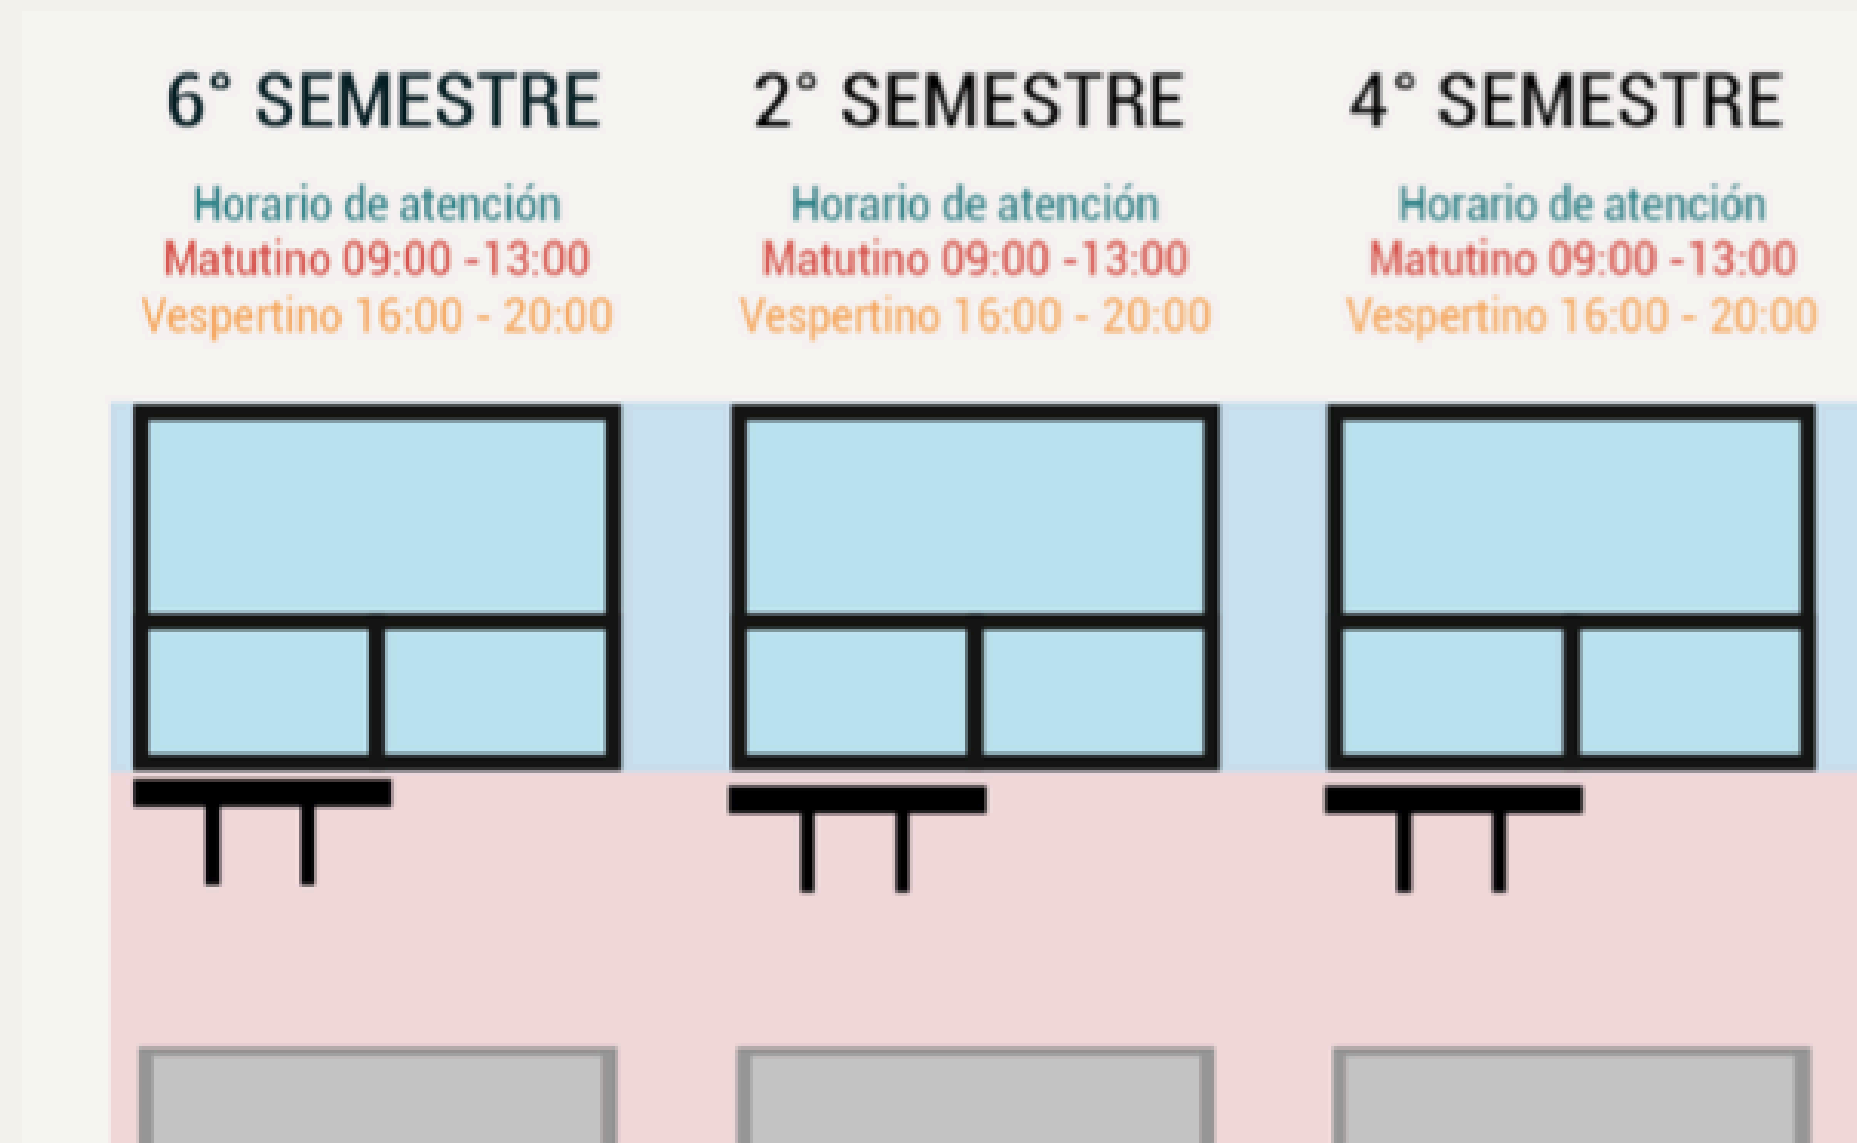 6° SEMESTRE
Horario de atención
Matutino 09:00 -13:00
Vespertino 16:00 - 20:00
2° SEMESTRE
Horario de atención
Matutino 09:00 -13:00
Vespertino 16:00 - 20:00
4° SEMESTRE
Horario de atención
Matutino 09:00 -13:00
Vespertino 16:00 - 20:00